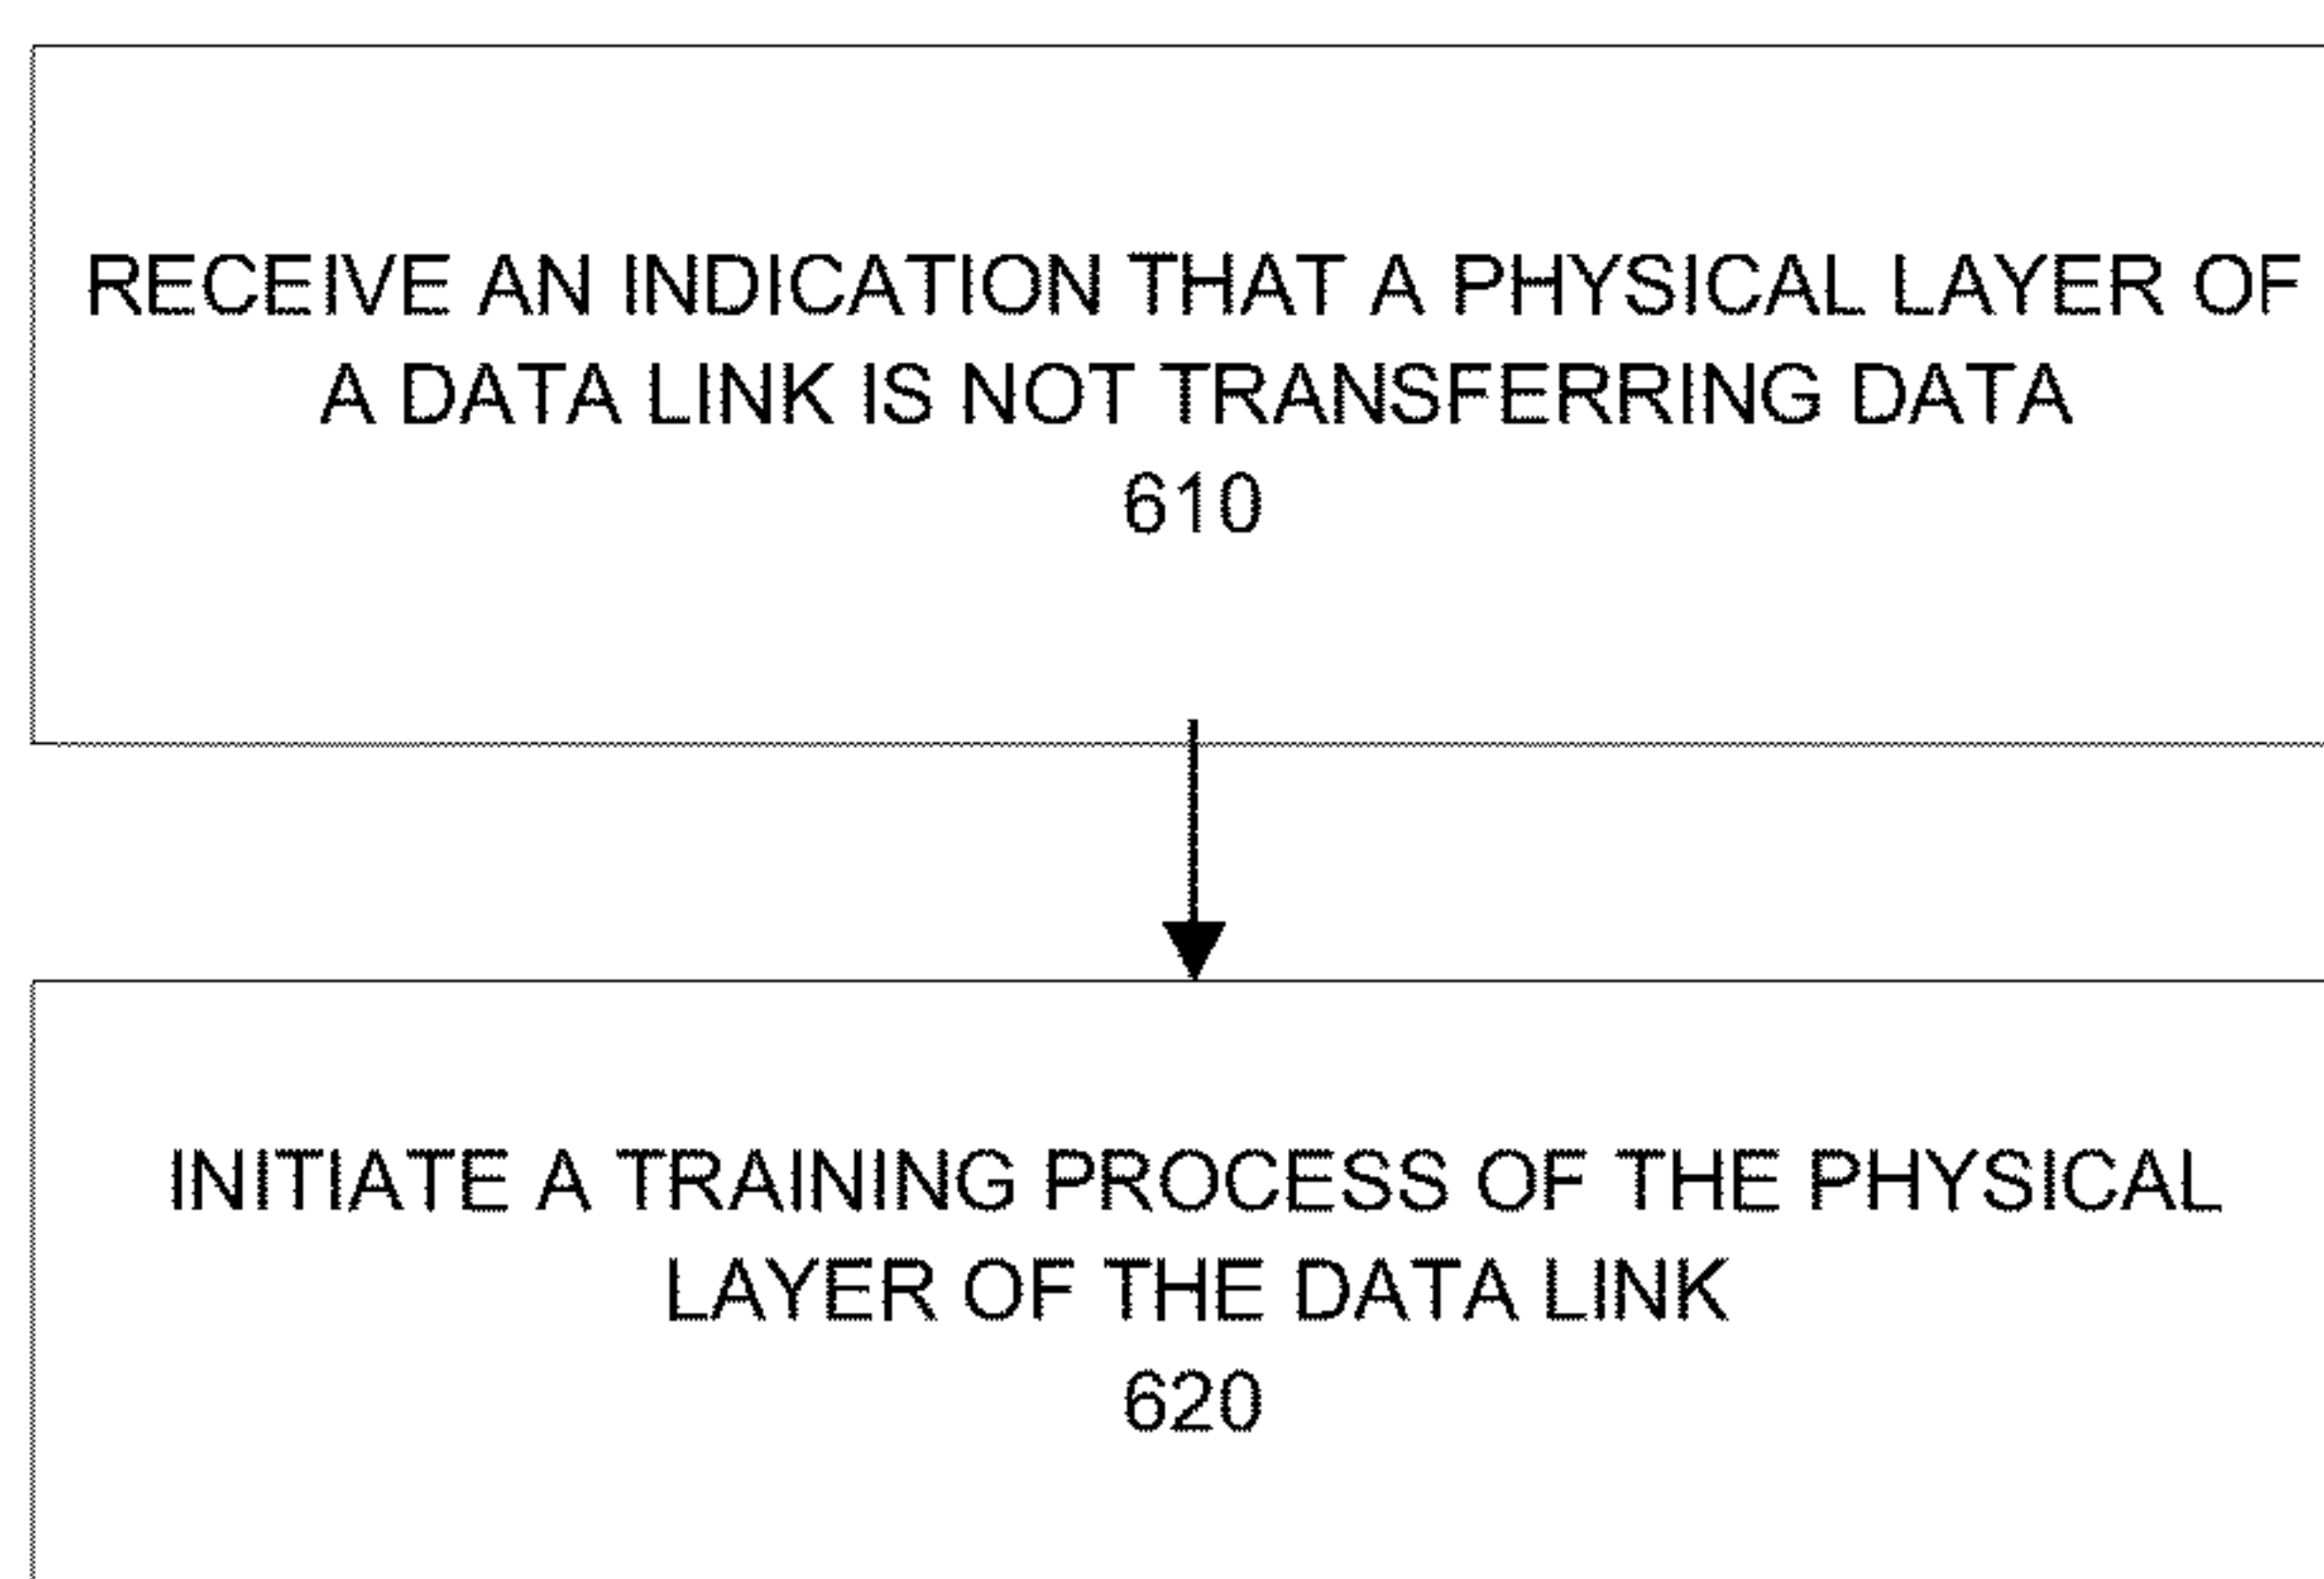 RECEIVE AN INDICATION THAT A PHYSICAL LAYER OF
A DATA LINK IS NOT TRANSFERRING DATA
610
INITIATE A TRAINING PROCESS OF THE PHYSICAL
LAYER OF THE DATA LINK
620